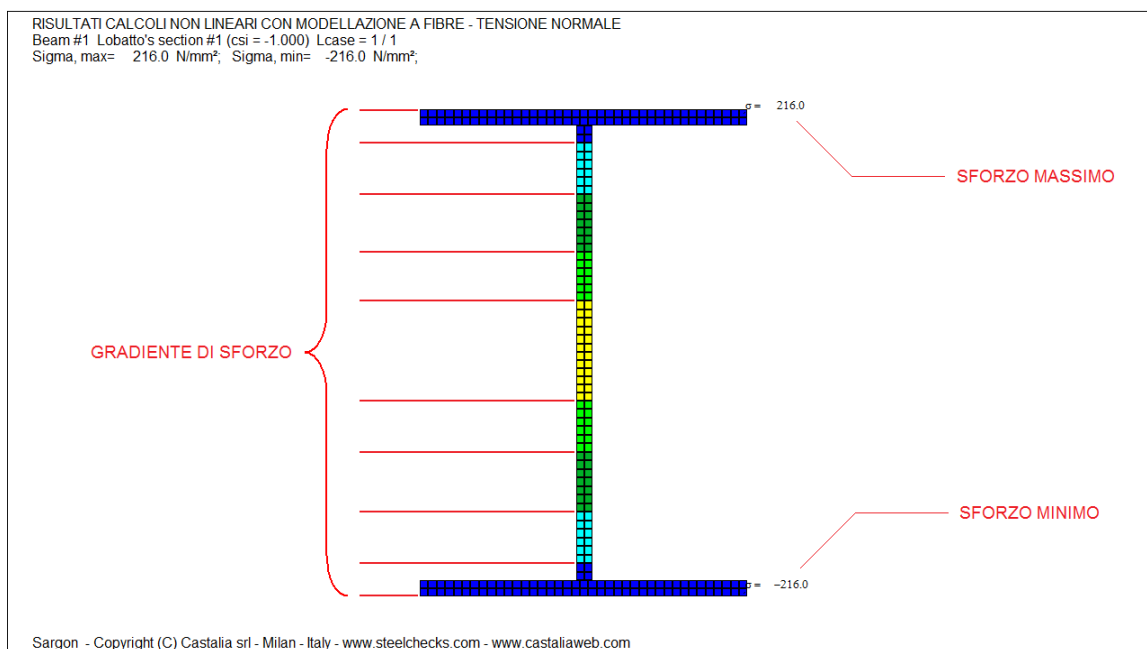 RISULTATI CALCOLI NON LINEARI CON MODELLAZIONE A FIBRE - TENSIONE NORMALE
Beam #1 Lobatto's section #1 (csi = -1.000) Lcase = 1 / 1
Sigma, max= 216.0 N/mm²; Sigma, min= -216.0 N/mm²;
σ = 216.0
SFORZO MASSIMO
GRADIENTE DI SFORZO
SFORZO MINIMO
σ = -216.0
Sargon - Copyright (C) Castalia srl - Milan - Italy - www.steelchecks.com - www.castaliaweb.com